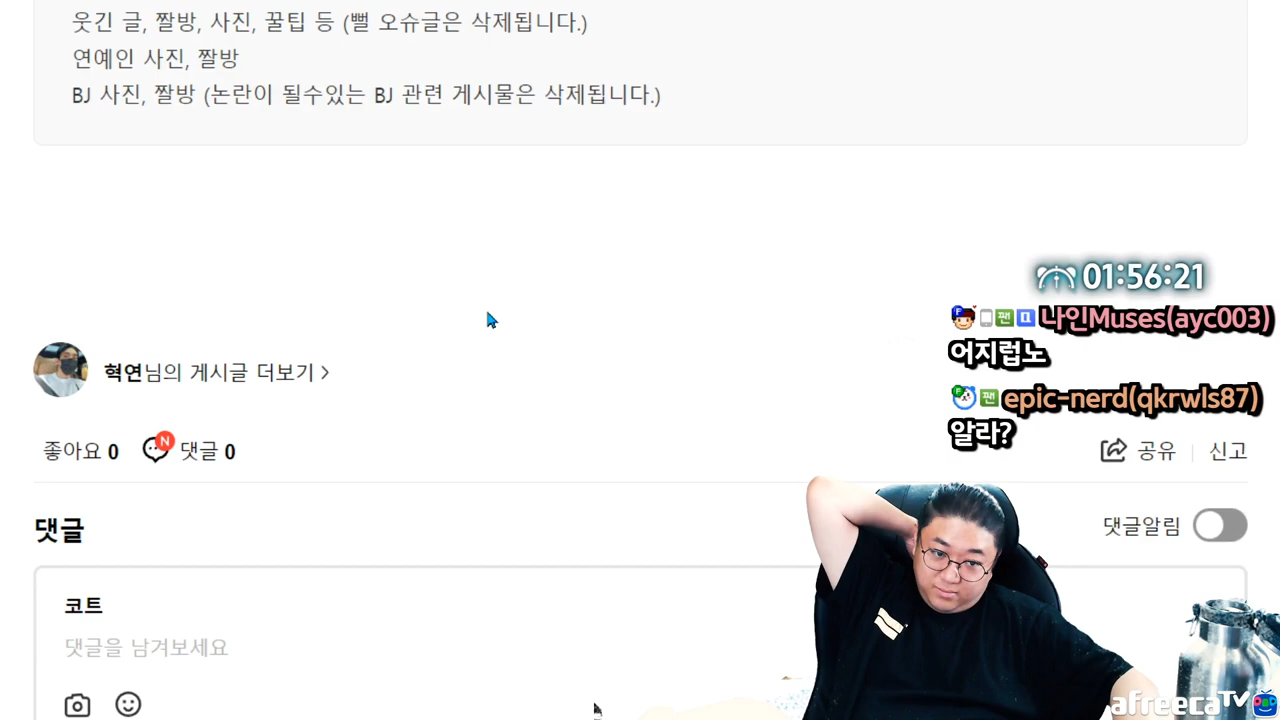 웃긴 글, 짤방, 사진, 꿀팁 등 (뻘 오슈글은 삭제됩니다.)
연예인 사진, 짤방
BJ 사진, 짤방 (논란이 될수있는 BJ 관련 게시물은 삭제됩니다.)
01:56:21
팬 나인Muses(ayc003)
어지럽노
팬 epic-nerd(qkrwls87)
알라?
혁연님의 게시글 더보기 >
좋아요 0 N 댓글 0
공유 신고
댓글
댓글알림
코트
댓글을 남겨보세요
afreecaTV